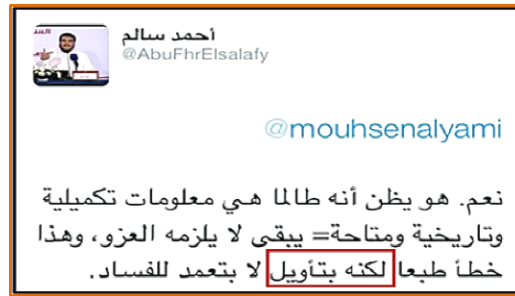 أحمد سالم
@AbuFhrElsalafy
@mouhsenalyami
نعم. هو يظن أنه طالما هي معلومات تكميلية
وتاريخية ومتاحة= يبقى لا يلزمه العزو، وهذا
خطأ طبعا لكنه بتأويل لا بتعمد للفساد.